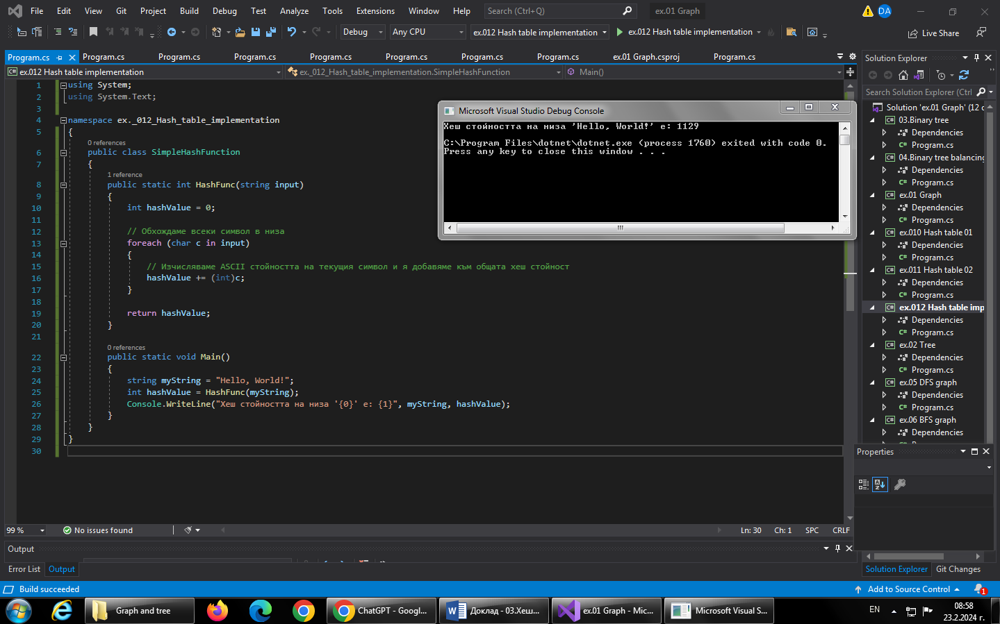 File Edit View Git Project Build Debug Test Analyze Tools Extensions Window Help Search (Ctrl+Q) ex.01 Graph DA
Debug Any CPU ex.012 Hash table implementation ex.012 Hash table implementation Live Share
Program.cs Program.cs Program.cs Program.cs Program.cs Program.cs Program.cs Program.cs ex.01 Graph.csproj Program.cs
ex.012 Hash table implementation ex._012_Hash_table_implementation.SimpleHashFunction Main()
1 using System;
2 using System.Text;
3
4 namespace ex._012_Hash_table_implementation
5 {
0 references
6 public class SimpleHashFunction
7 {
1 reference
8 public static int HashFunc(string input)
9 {
10 int hashValue = 0;
11
12 // Обхождаме всеки символ в низа
13 foreach (char c in input)
14 {
15 // Изчисляваме ASCII стойността на текущия символ и я добавяме към общата хеш стойност
16 hashValue += (int)c;
17 }
18
19 return hashValue;
20 }
21
0 references
22 public static void Main()
23 {
24 string myString = "Hello, World!";
25 int hashValue = HashFunc(myString);
26 Console.WriteLine("Хеш стойността на низа '{0}' е: {1}", myString, hashValue);
27 }
28 }
29 }
30
Microsoft Visual Studio Debug Console
Хеш стойността на низа 'Hello, World!' е: 1129
C:\Program Files\dotnet\dotnet.exe (process 1760) exited with code 0.
Press any key to close this window . . .
Solution Explorer
Search Solution Explorer (Ctrl
Solution 'ex.01 Graph' (12 c
03.Binary tree
Dependencies
C# Program.cs
04.Binary tree balancing
Dependencies
C# Program.cs
ex.01 Graph
Dependencies
C# Program.cs
ex.010 Hash table 01
Dependencies
C# Program.cs
ex.011 Hash table 02
Dependencies
C# Program.cs
ex.012 Hash table imp
Dependencies
C# Program.cs
ex.02 Tree
Dependencies
C# Program.cs
ex.05 DFS graph
Dependencies
C# Program.cs
ex.06 BFS graph
Dependencies
Properties
99 % No issues found Ln: 30 Ch: 1 SPC CRLF
Output
Error List Output
Solution Explorer Git Changes
Build succeeded Add to Source Control 1
Graph and tree ChatGPT - Googl... Доклад - 03.Хеш... ex.01 Graph - Mic... Microsoft Visual S... EN 08:58
23.2.2024 г.